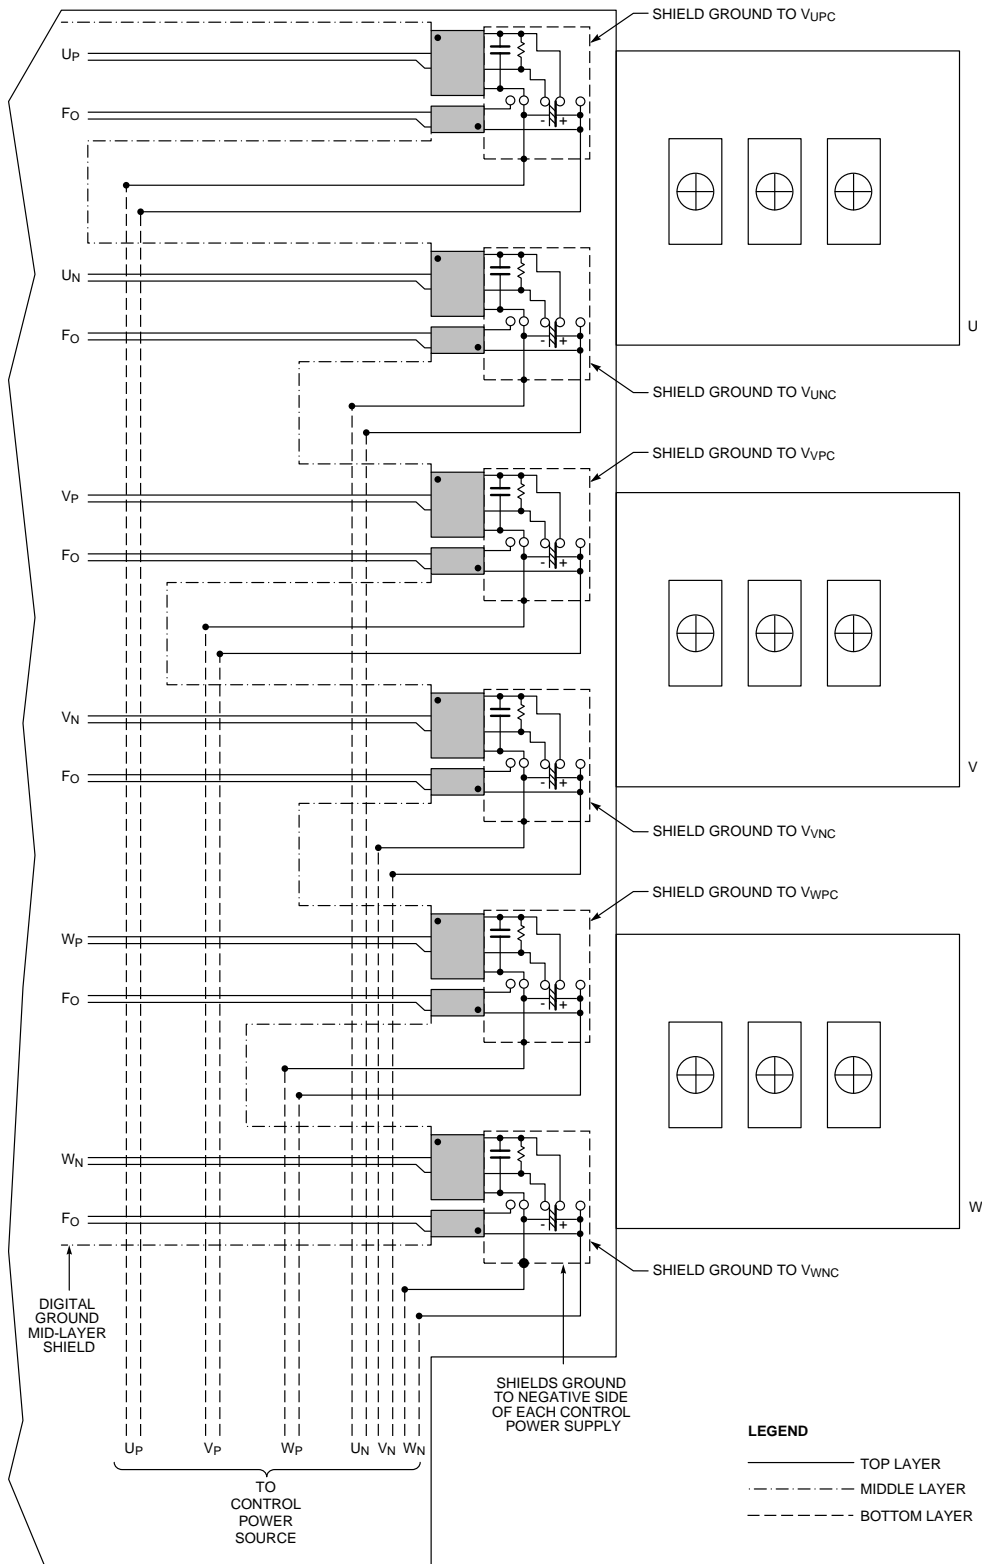 SHIELD GROUND TO VUPC
UP
FO
UN
FO
U
SHIELD GROUND TO VUNC
SHIELD GROUND TO VVPC
VP
FO
VN
FO
V
SHIELD GROUND TO VVNC
SHIELD GROUND TO VWPC
WP
FO
WN
FO
W
SHIELD GROUND TO VWNC
DIGITAL
GROUND
MID-LAYER
SHIELD
SHIELDS GROUND
TO NEGATIVE SIDE
OF EACH CONTROL
POWER SUPPLY
UP VP WP UN VN WN
TO
CONTROL
POWER
SOURCE
LEGEND
TOP LAYER
MIDDLE LAYER
BOTTOM LAYER
- +
- +
- +
- +
- +
- +